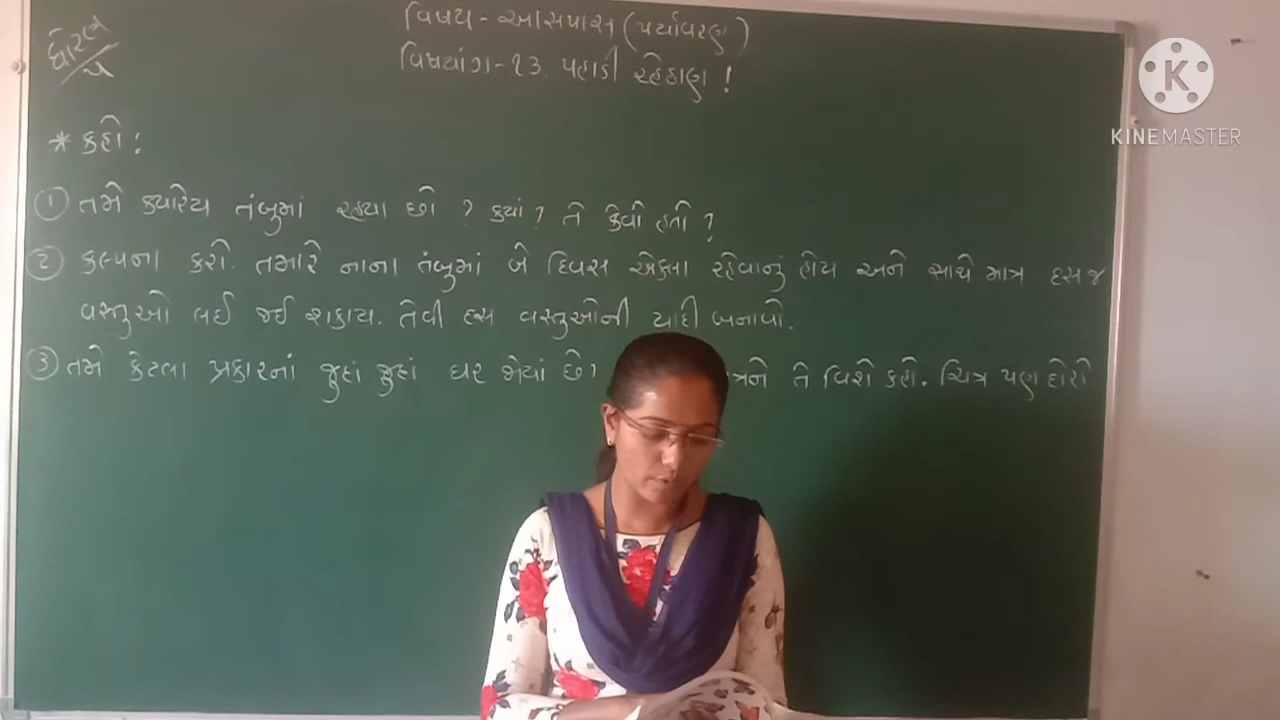 ધોરણ
૫
વિષય - આસપાસ (પર્યાવરણ)
વિષયાંગ - ૧૩. પહાડી રહેઠાણ !
KINEMASTER
* કહો :
① તમે ક્યારેય તંબુમાં રહ્યા છો ? ક્યાં ? તે કેવી હતી ?
② કલ્પના કરો. તમારે નાના તંબુમાં બે દિવસ એકલા રહેવાનું હોય અને સાથે માત્ર દસ જ
વસ્તુઓ લઈ જઈ શકાય. તેવી દસ વસ્તુઓની યાદી બનાવો.
③ તમે કેટલા પ્રકારનાં જુદાં જુદાં ઘર જોયાં છે? ત્રને તે વિશે કહો. ચિત્ર પણ દોરો